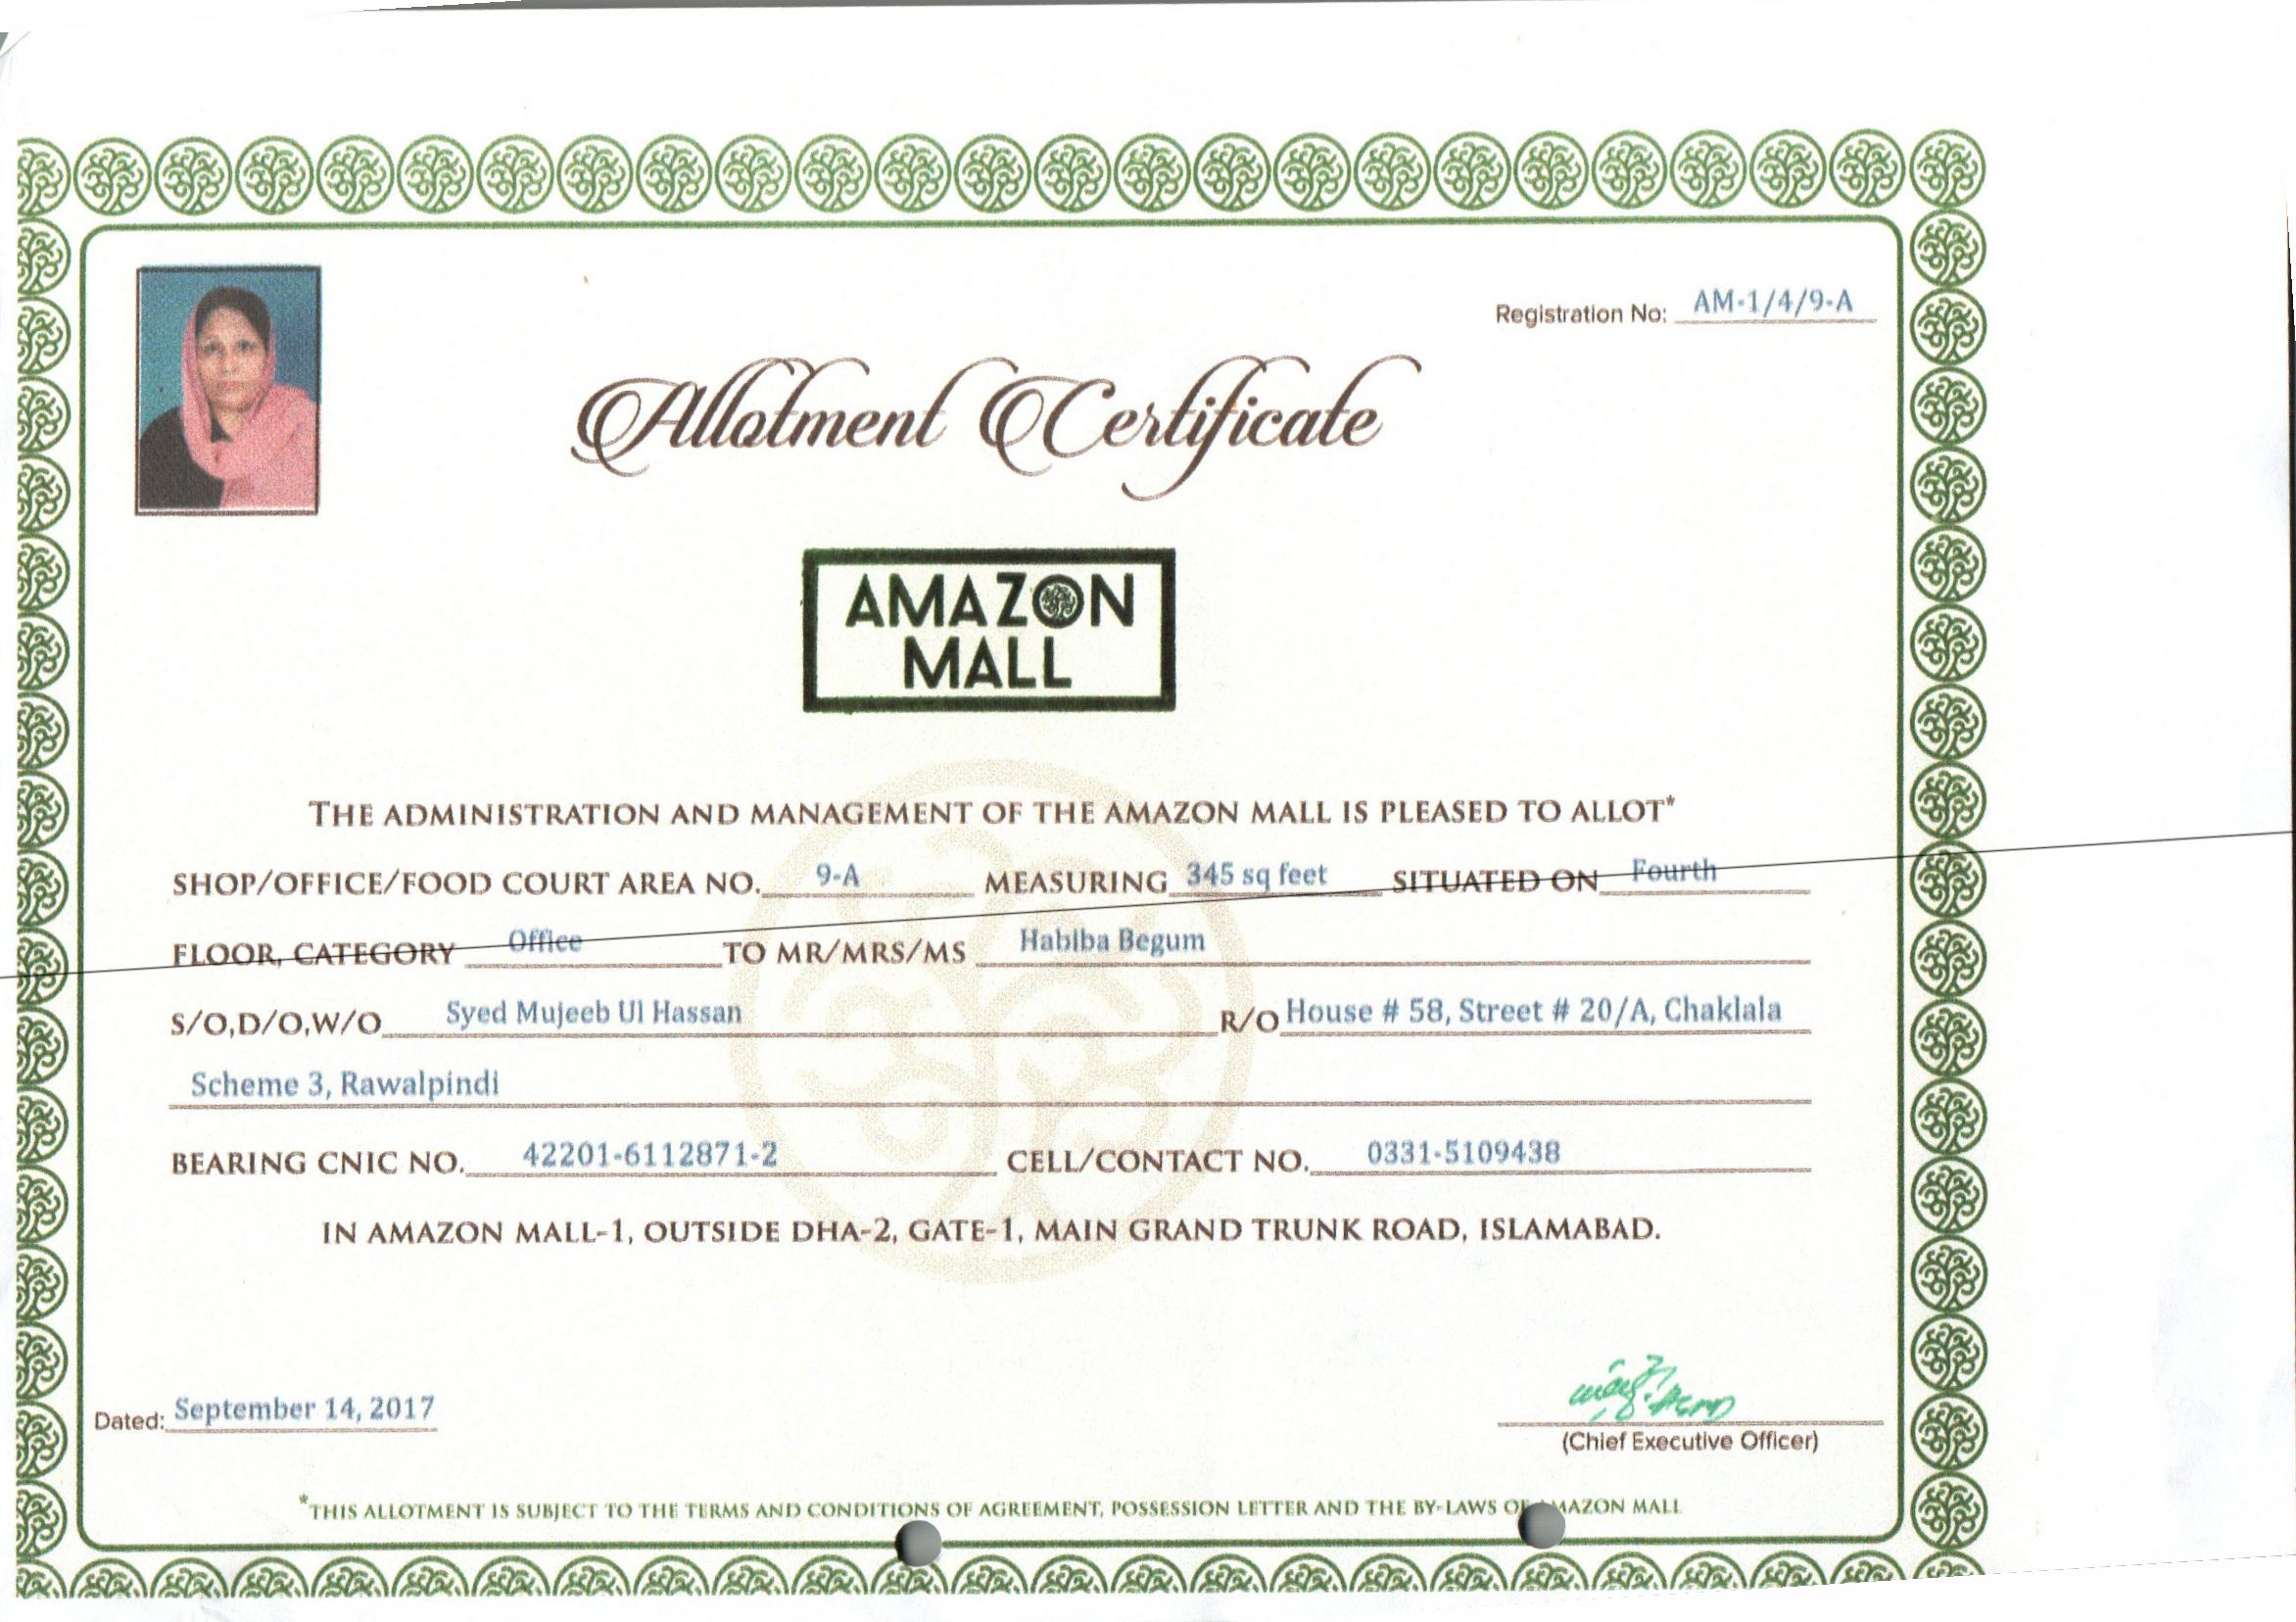 Registration No: AM-1/4/9-A
Allotment Certificate
AMAZON
MALL
THE ADMINISTRATION AND MANAGEMENT OF THE AMAZON MALL IS PLEASED TO ALLOT*
SHOP/OFFICE/FOOD COURT AREA NO. 9-A MEASURING 345 sq feet SITUATED ON Fourth
FLOOR, CATEGORY Office TO MR/MRS/MS Habiba Begum
S/O,D/O,W/O Syed Mujeeb Ul Hassan R/O House # 58, Street # 20/A, Chaklala
Scheme 3, Rawalpindi
BEARING CNIC NO. 42201-6112871-2 CELL/CONTACT NO. 0331-5109438
IN AMAZON MALL-1, OUTSIDE DHA-2, GATE-1, MAIN GRAND TRUNK ROAD, ISLAMABAD.
Dated: September 14, 2017
(Chief Executive Officer)
*THIS ALLOTMENT IS SUBJECT TO THE TERMS AND CONDITIONS OF AGREEMENT, POSSESSION LETTER AND THE BY-LAWS OF AMAZON MALL